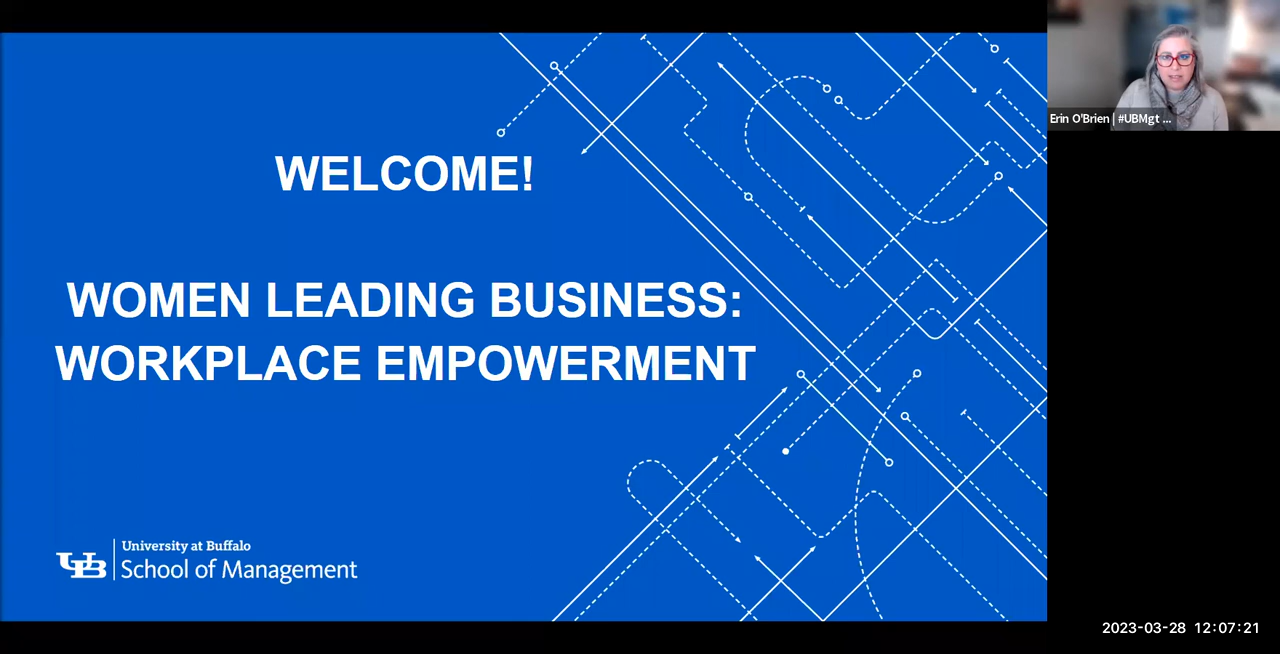 WELCOME!
WOMEN LEADING BUSINESS:
WORKPLACE EMPOWERMENT
UB
University at Buffalo
School of Management
Erin O'Brien | #UBMgt ...
2023-03-28 12:07:21